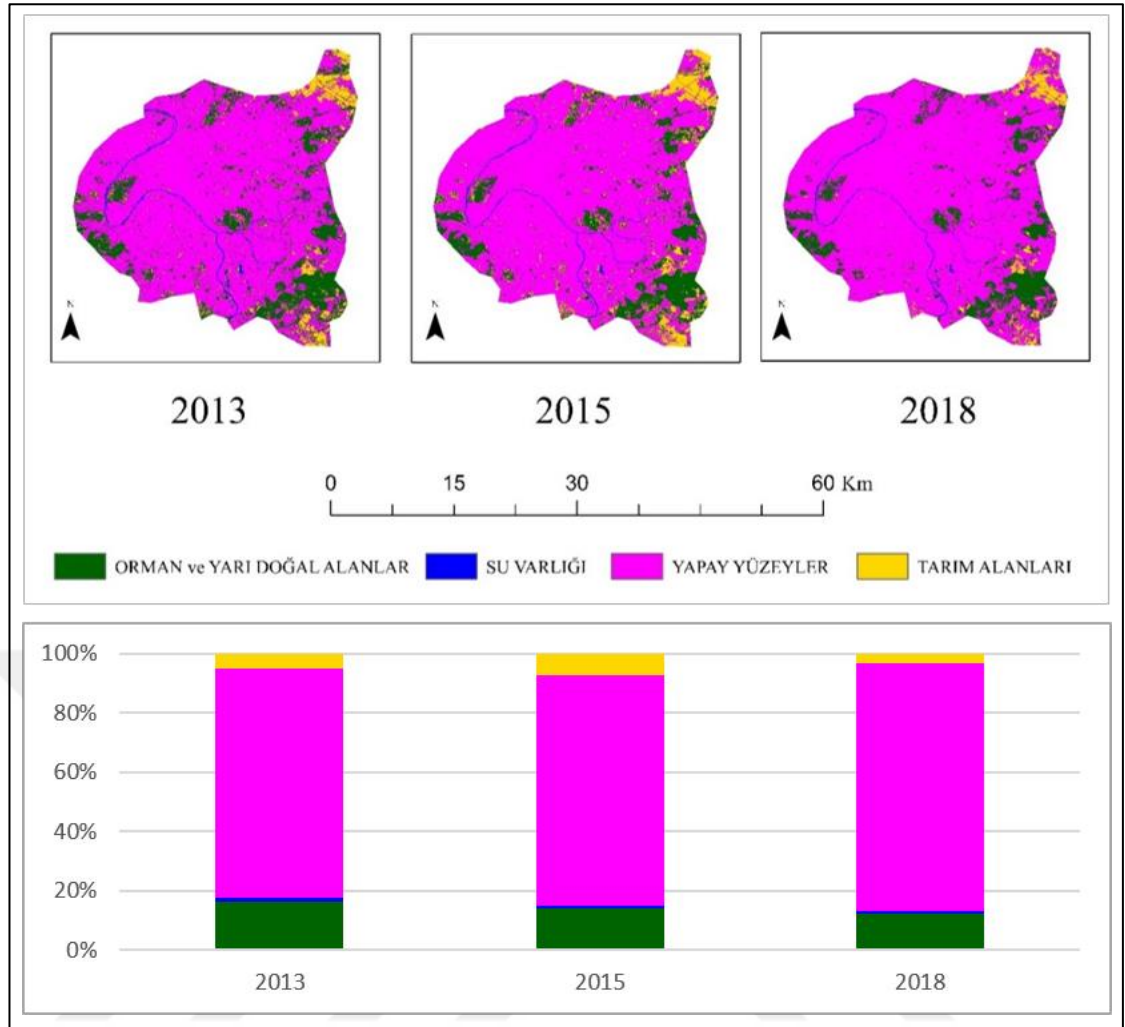 N N N
2013 2015 2018
0 15 30 60 Km
ORMAN ve YARI DOĞAL ALANLAR SU VARLIĞI YAPAY YÜZEYLER TARIM ALANLARI
100%
80%
60%
40%
20%
0%
2013 2015 2018